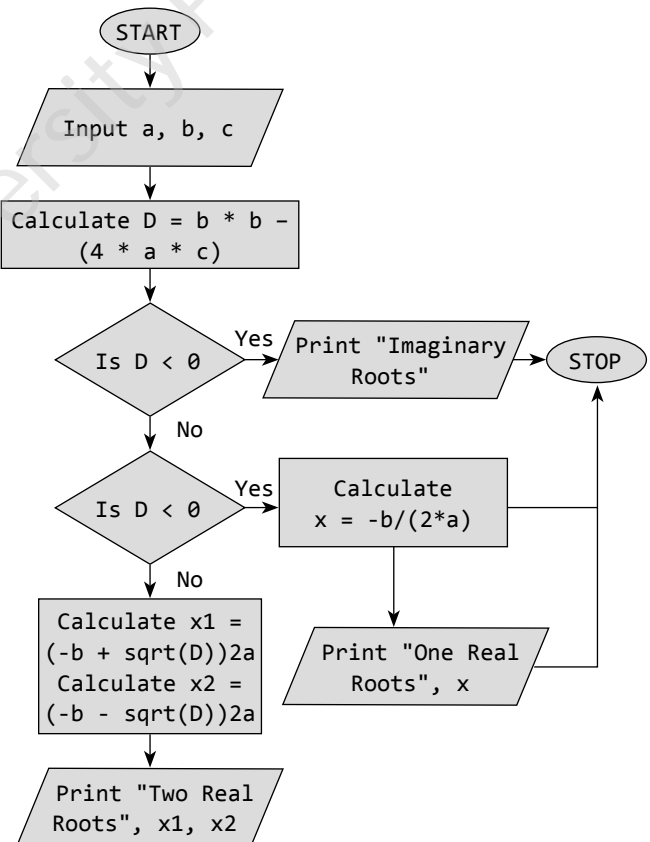 START
Input a, b, c
Calculate D = b * b –
(4 * a * c)
Is D < 0
Yes
Print "Imaginary
Roots"
STOP
No
Is D < 0
Yes
Calculate
x = -b/(2*a)
No
Calculate x1 =
(-b + sqrt(D))2a
Calculate x2 =
(-b - sqrt(D))2a
Print "One Real
Roots", x
Print "Two Real
Roots", x1, x2